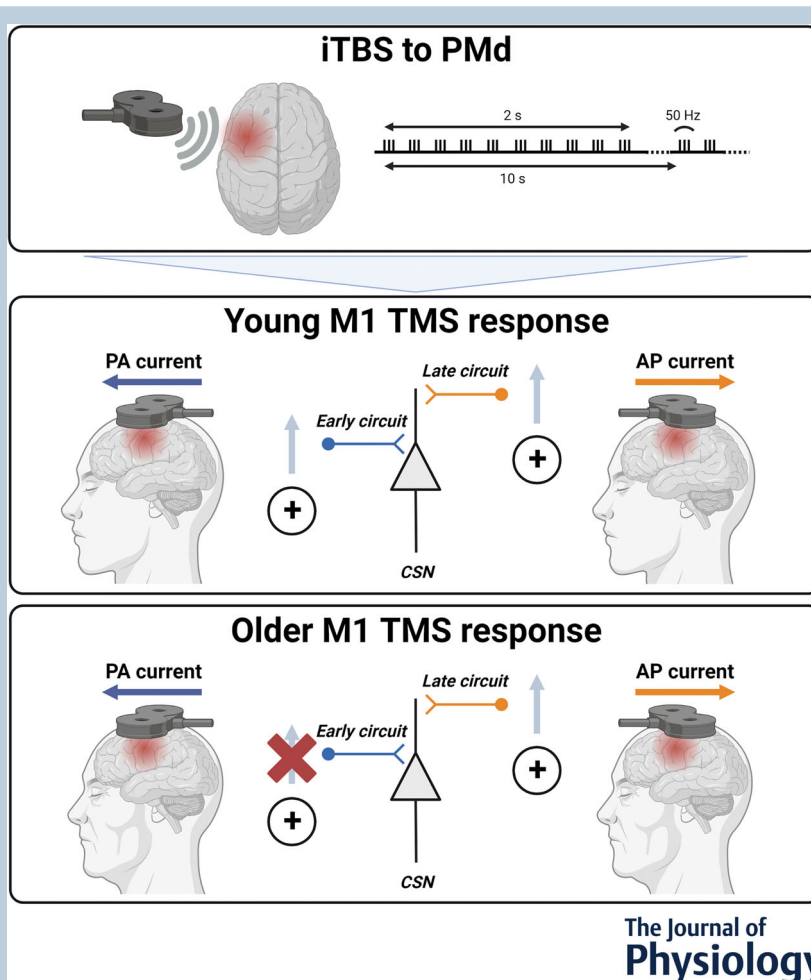 iTBS to PMd
2 s
50 Hz
10 s
Young M1 TMS response
PA current
Late circuit
AP current
Early circuit
+
+
CSN
Older M1 TMS response
PA current
Late circuit
AP current
Early circuit
+
+
CSN
The Journal of
Physiology